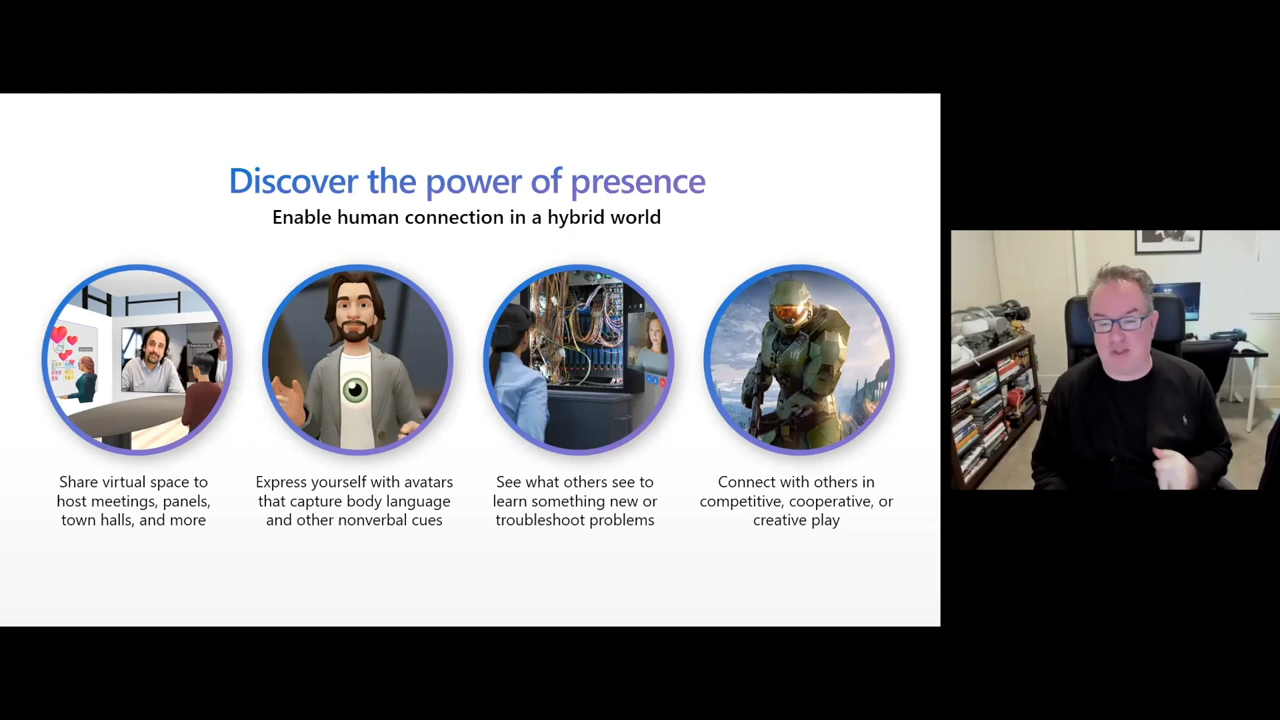 Discover the power of presence
Enable human connection in a hybrid world
Share virtual space to
host meetings, panels,
town halls, and more
Express yourself with avatars
that capture body language
and other nonverbal cues
See what others see to
learn something new or
troubleshoot problems
Connect with others in
competitive, cooperative, or
creative play